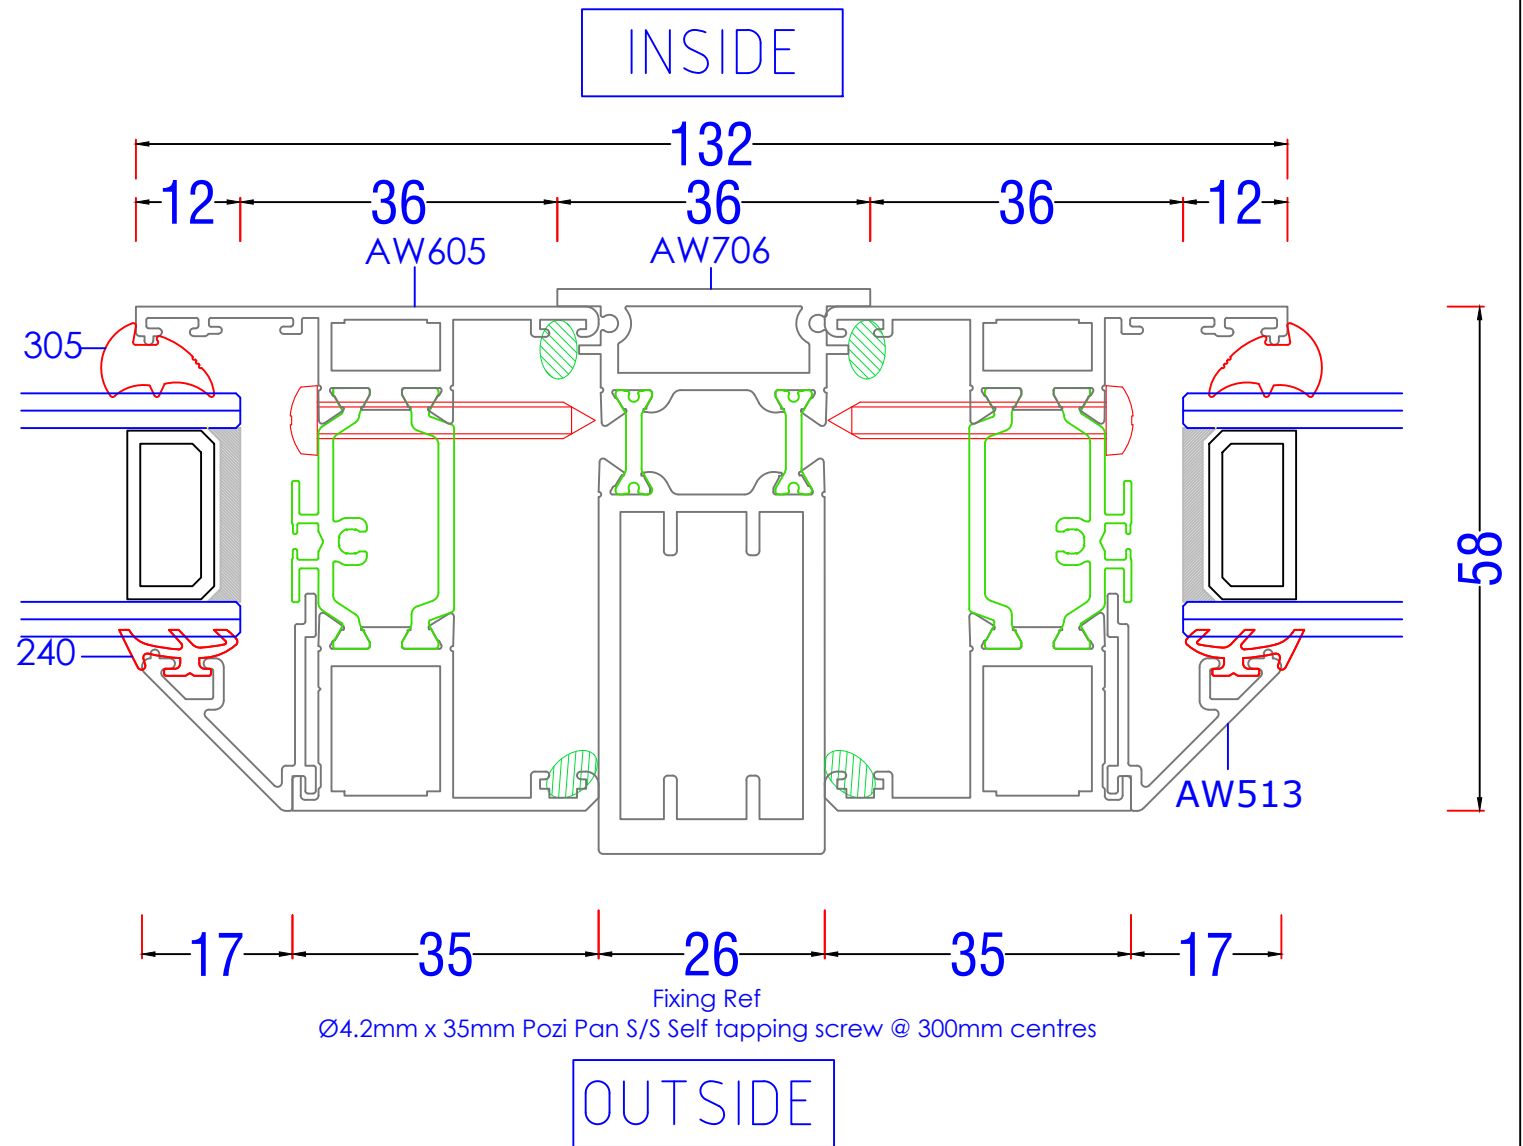 INSIDE
132
12 36 36 36 12
AW605 AW706
305
58
240
AW513
17 35 26 35 17
Fixing Ref
Ø4.2mm x 35mm Pozi Pan S/S Self tapping screw @ 300mm centres
OUTSIDE